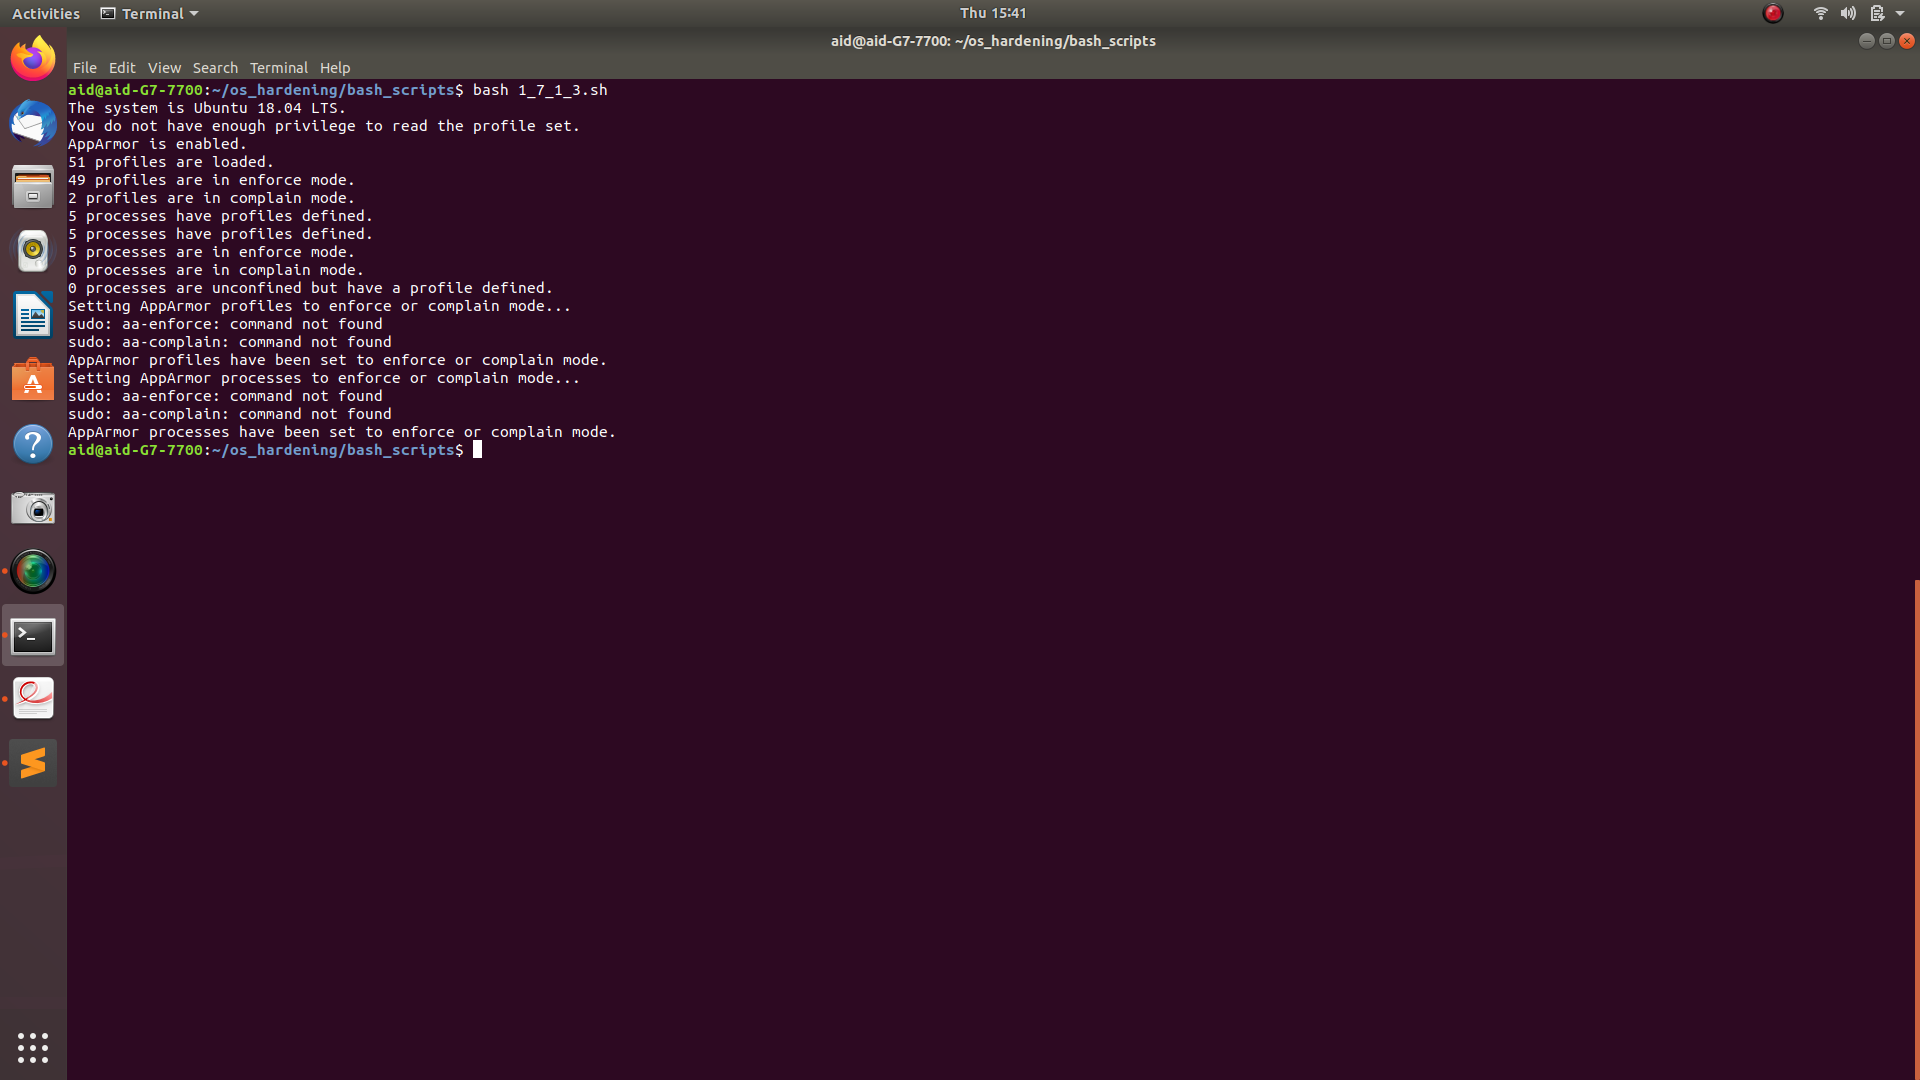 Activities Terminal Thu 15:41
aid@aid-G7-7700: ~/os_hardening/bash_scripts
File Edit View Search Terminal Help
aid@aid-G7-7700:~/os_hardening/bash_scripts$ bash 1_7_1_3.sh
The system is Ubuntu 18.04 LTS.
You do not have enough privilege to read the profile set.
AppArmor is enabled.
51 profiles are loaded.
49 profiles are in enforce mode.
2 profiles are in complain mode.
5 processes have profiles defined.
5 processes have profiles defined.
5 processes are in enforce mode.
0 processes are in complain mode.
0 processes are unconfined but have a profile defined.
Setting AppArmor profiles to enforce or complain mode...
sudo: aa-enforce: command not found
sudo: aa-complain: command not found
AppArmor profiles have been set to enforce or complain mode.
Setting AppArmor processes to enforce or complain mode...
sudo: aa-enforce: command not found
sudo: aa-complain: command not found
AppArmor processes have been set to enforce or complain mode.
aid@aid-G7-7700:~/os_hardening/bash_scripts$